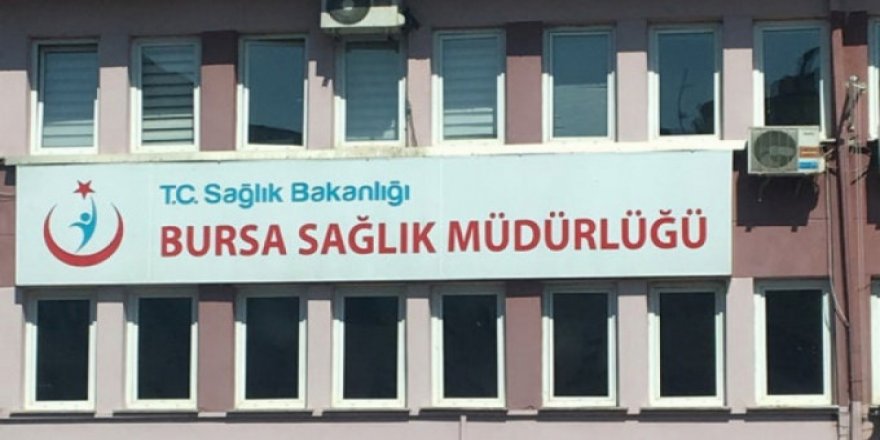 T.C. Sağlık Bakanlığı
BURSA SAĞLIK MÜDÜRLÜĞÜ